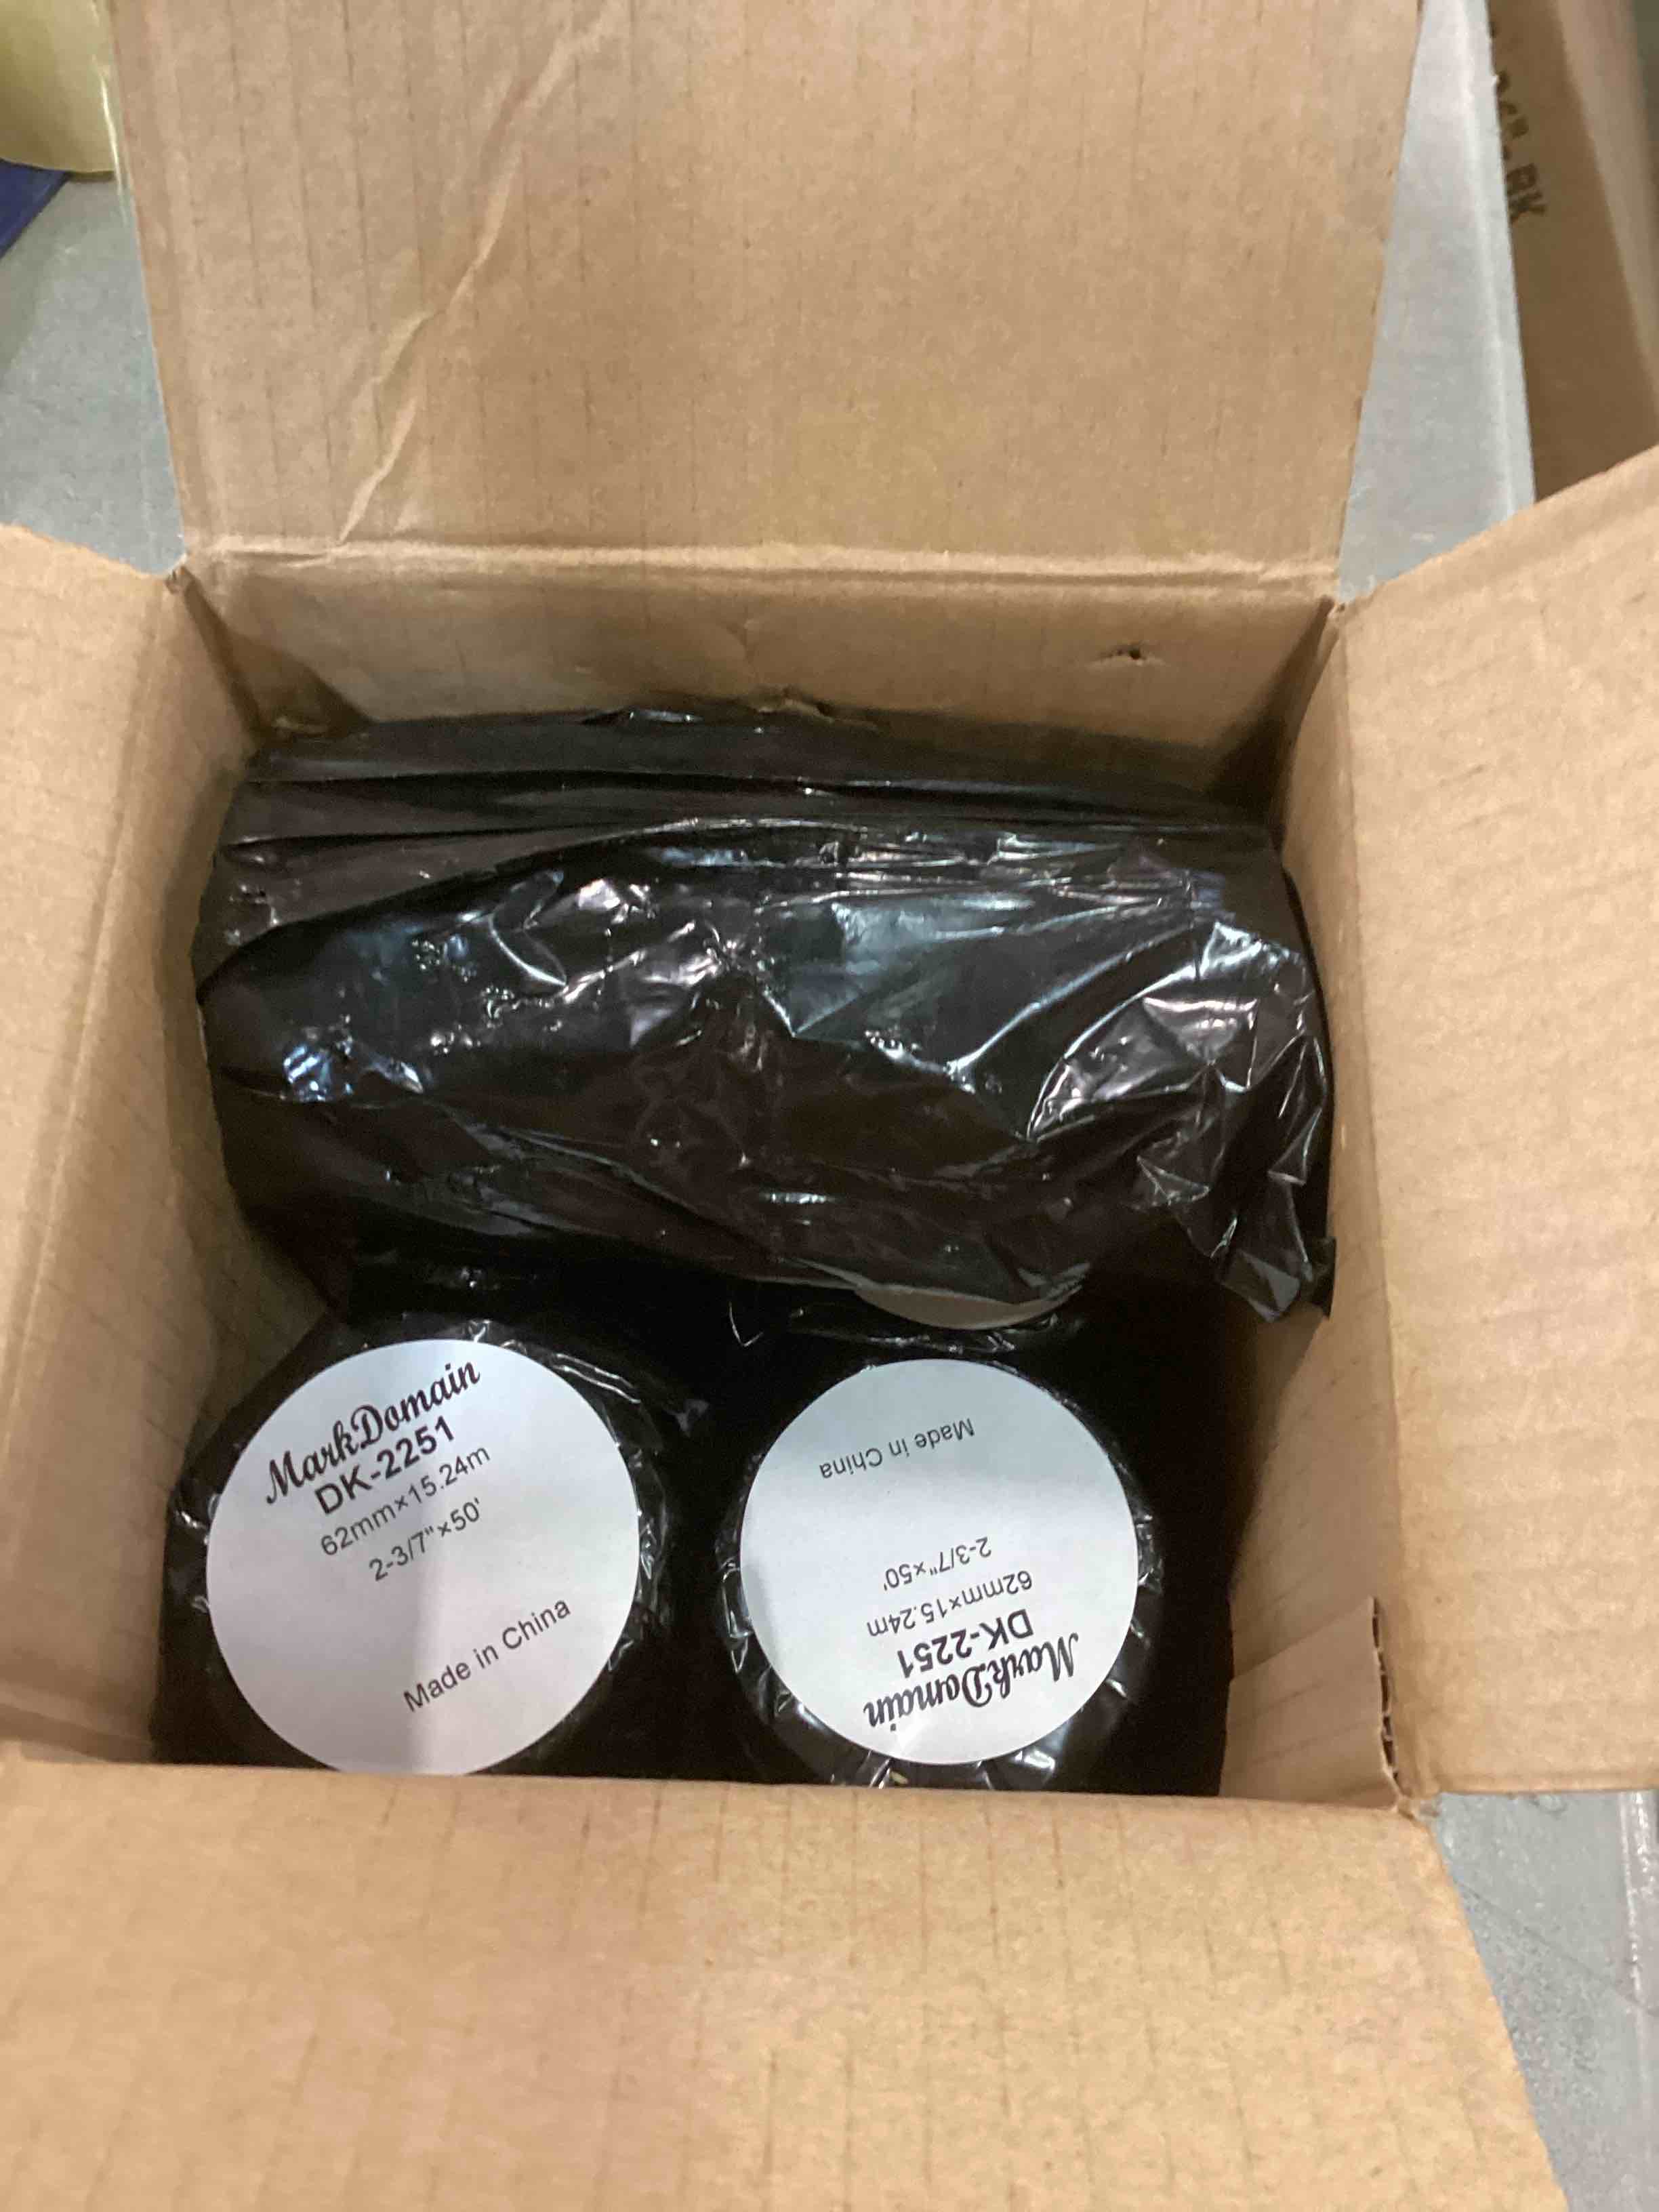 MarkDomain
DK-2251
62mm×15.24m
2-3/7"×50'
Made in China
MarkDomain
DK-2251
62mm×15.24m
2-3/7"×50'
Made in China